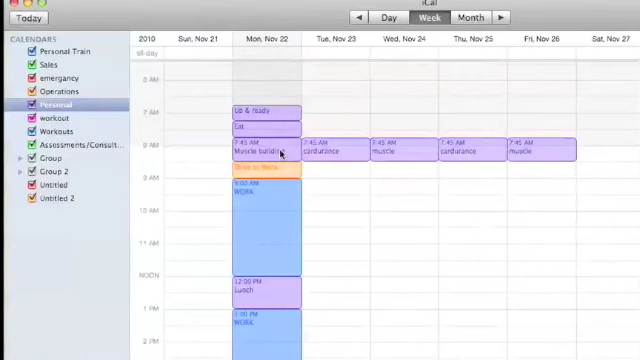 iCal
Today
Day
Week
Month
CALENDARS
Personal Train
Sales
emergancy
Operations
Personal
workout
Workouts
Assessments/Consult...
Group
Group 2
Untitled
Untitled 2
2010
Sun, Nov 21
Mon, Nov 22
Tue, Nov 23
Wed, Nov 24
Thu, Nov 25
Fri, Nov 26
Sat, Nov 27
all-day
6 AM
7 AM
8 AM
9 AM
10 AM
11 AM
NOON
1 PM
2 PM
Up & ready
Eat
7:45 AM
Muscle building
7:45 AM
cardurance
7:45 AM
muscle
7:45 AM
cardurance
7:45 AM
muscle
Drive to Work
9:00 AM
WORK
12:00 PM
Lunch
1:00 PM
WORK